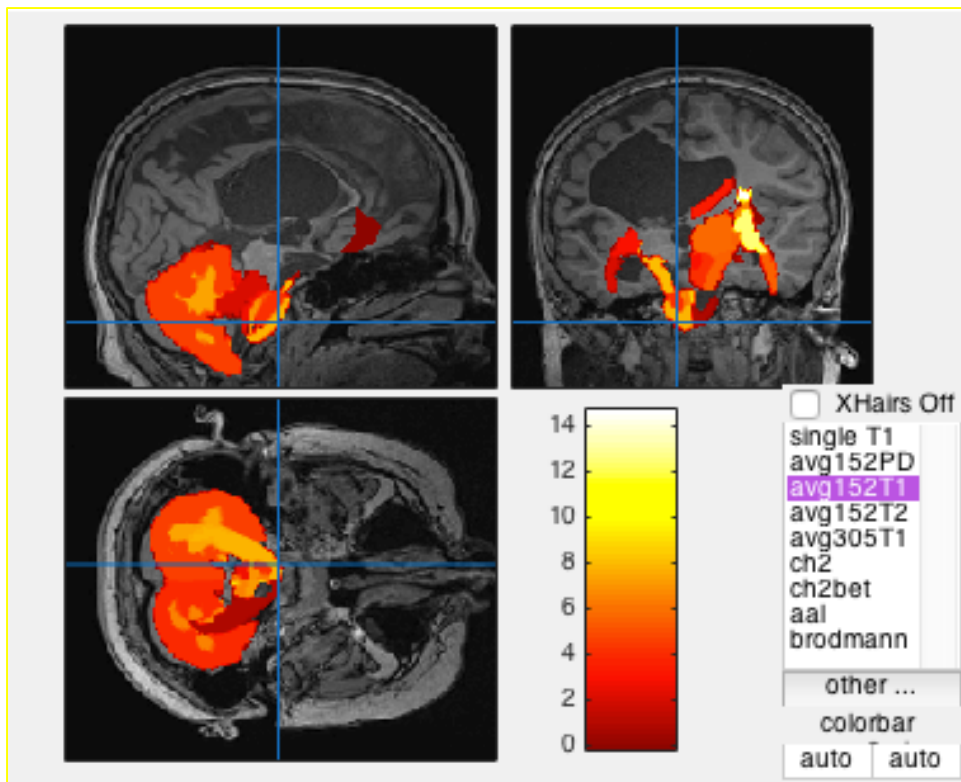 XHairs Off
single T1
avg152PD
avg152T1
avg152T2
avg305T1
ch2
ch2bet
aal
brodmann
other ...
colorbar
auto auto
14
12
10
8
6
4
2
0